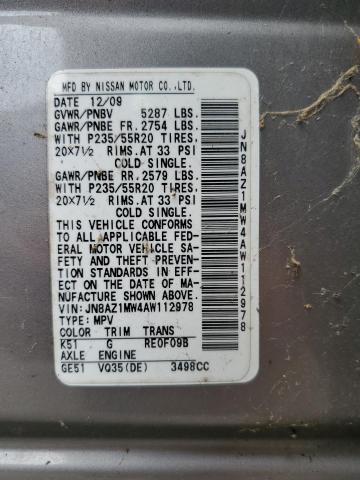 MFD BY NISSAN MOTOR CO.,LTD.
DATE 12/09
GVWR/PNBV 5287 LBS.
GAWR/PNBE FR. 2754 LBS.
WITH P235/55R20 TIRES.
20X7½ RIMS.AT 33 PSI
COLD SINGLE.
GAWR/PNBE RR. 2579 LBS.
WITH P235/55R20 TIRES.
20X7½ RIMS.AT 33 PSI
COLD SINGLE.
THIS VEHICLE CONFORMS
TO ALL APPLICABLE FED-
ERAL MOTOR VEHICLE SA-
FETY AND THEFT PREVENTION
STANDARDS IN EFFECT
ON THE DATE OF MA-
NUFACTURE SHOWN ABOVE.
VIN: JN8AZ1MW4AW112978
TYPE: MPV
COLOR TRIM TRANS
K51 G RE0F09B
AXLE ENGINE
GE51 VQ35(DE) 3498CC
JN8AZ1MW4AW112978